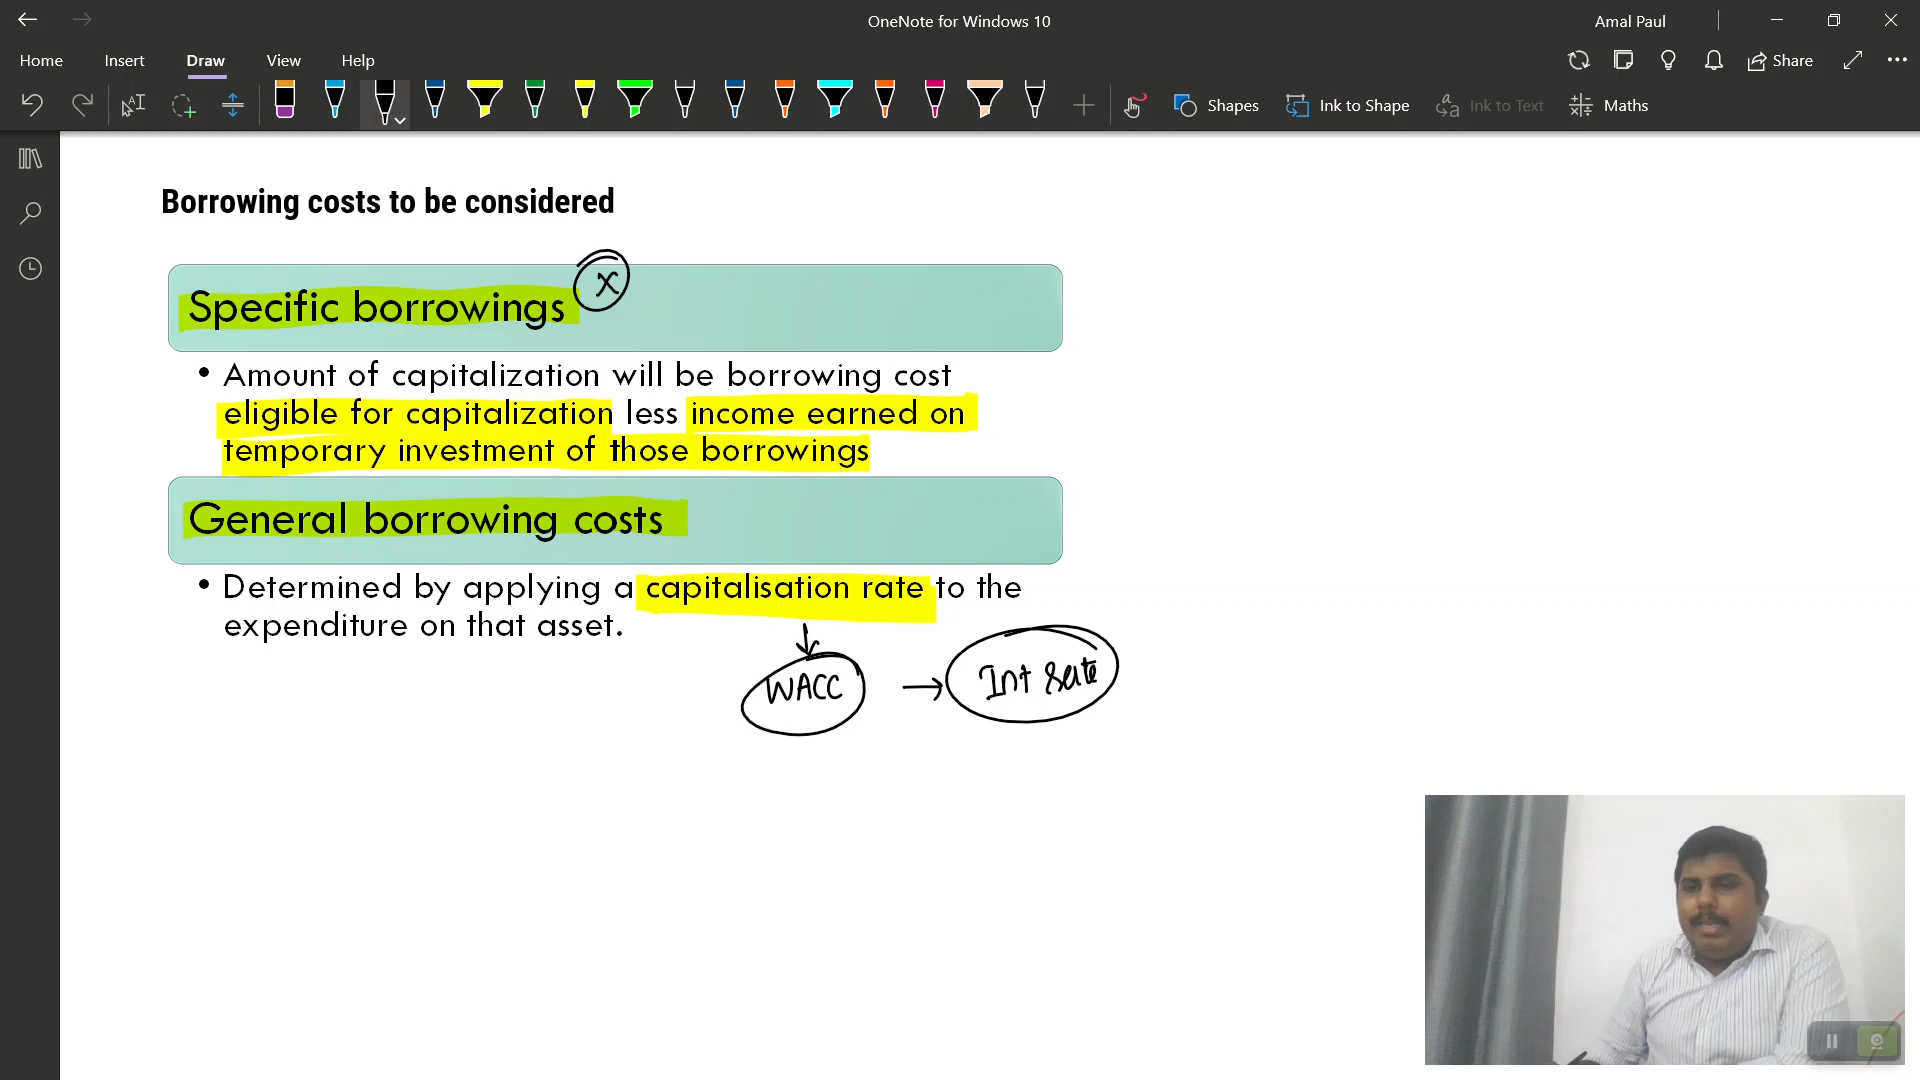 OneNote for Windows 10
Amal Paul
Home Insert Draw View Help
Share
Shapes Ink to Shape Ink to Text Maths
Borrowing costs to be considered
Specific borrowings
X
• Amount of capitalization will be borrowing cost
eligible for capitalization less income earned on
temporary investment of those borrowings
General borrowing costs
• Determined by applying a capitalisation rate to the
expenditure on that asset.
WACC → Int rate